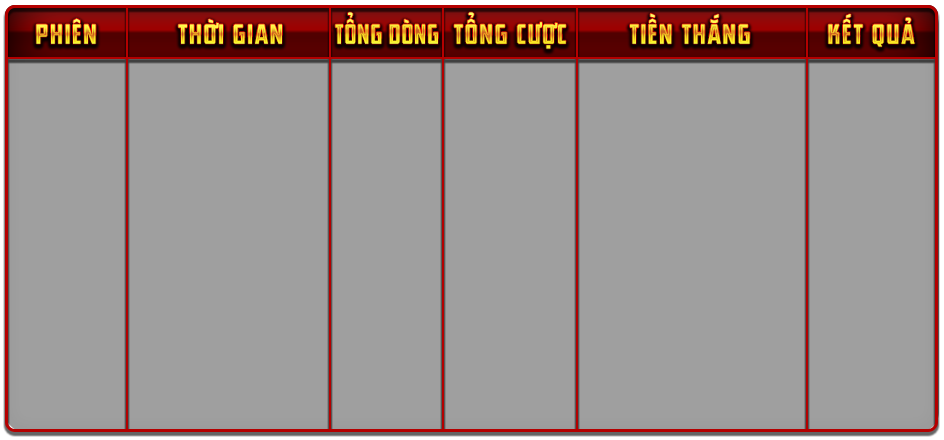 PHIÊN THỜI GIAN TỔNG DÒNG TỔNG CƯỢC TIỀN THẮNG KẾT QUẢ